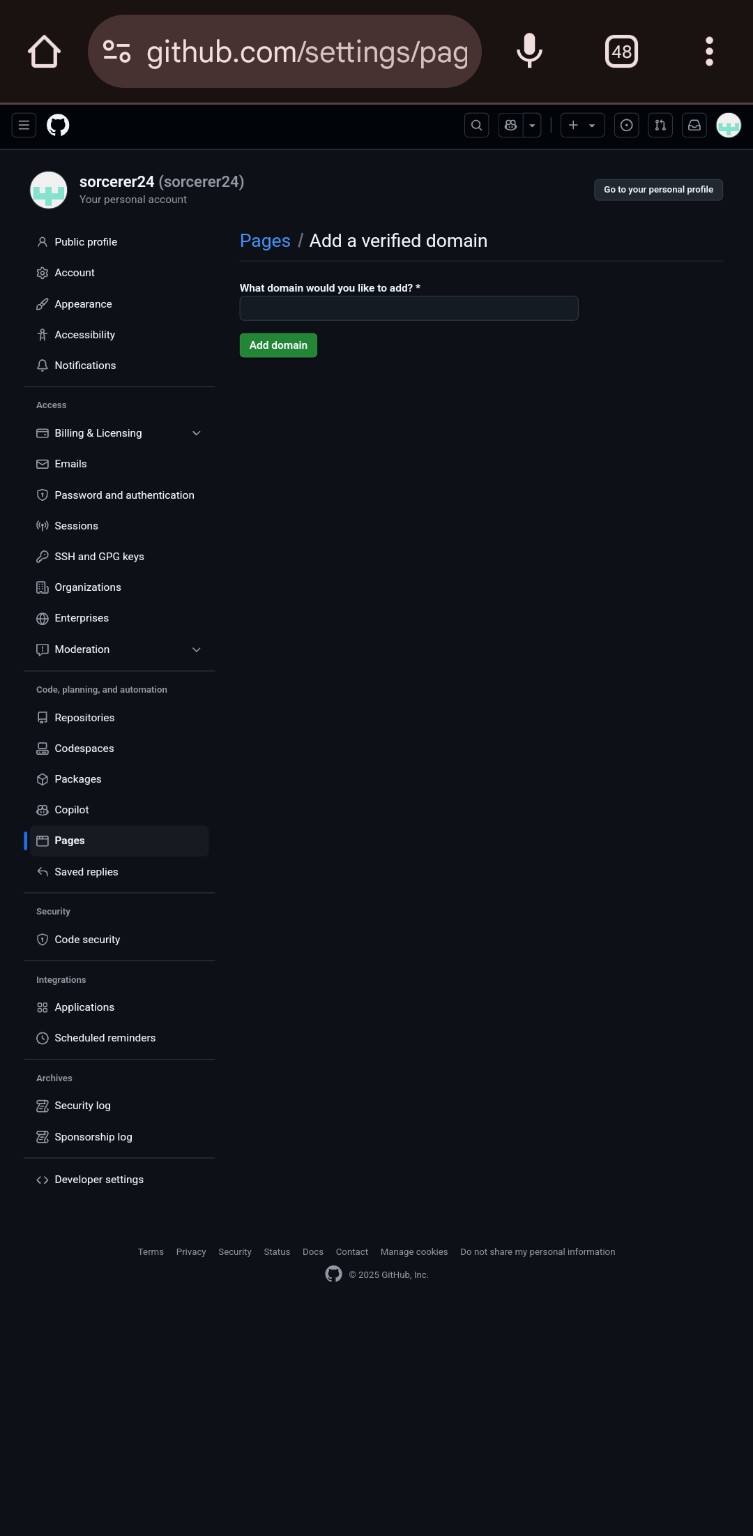 github.com/settings/pag
48
sorcerer24 (sorcerer24)
Your personal account
Go to your personal profile
Public profile
Account
Appearance
Accessibility
Notifications
Access
Billing & Licensing
Emails
Password and authentication
Sessions
SSH and GPG keys
Organizations
Enterprises
Moderation
Code, planning, and automation
Repositories
Codespaces
Packages
Copilot
Pages
Saved replies
Security
Code security
Integrations
Applications
Scheduled reminders
Archives
Security log
Sponsorship log
Developer settings
Pages / Add a verified domain
What domain would you like to add? *
Add domain
Terms Privacy Security Status Docs Contact Manage cookies Do not share my personal information
© 2025 GitHub, Inc.